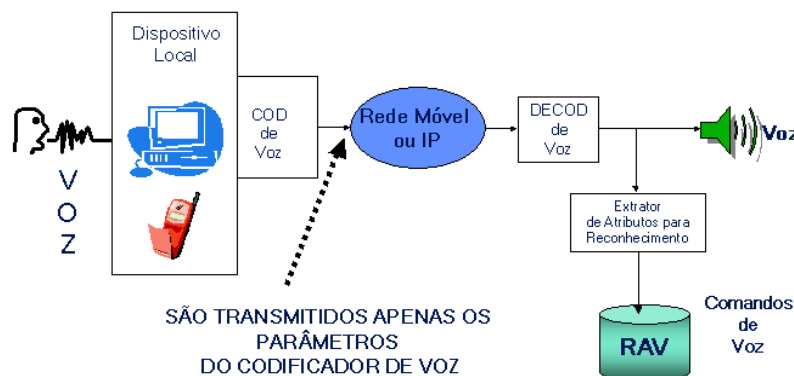 Dispositivo
Local
V
O
Z
COD
de
Voz
Rede Móvel
ou IP
DECOD
de
Voz
Voz
Extrator
de Atributos para
Reconhecimento
RAV
Comandos
de
Voz
SÃO TRANSMITIDOS APENAS OS
PARÂMETROS
DO CODIFICADOR DE VOZ